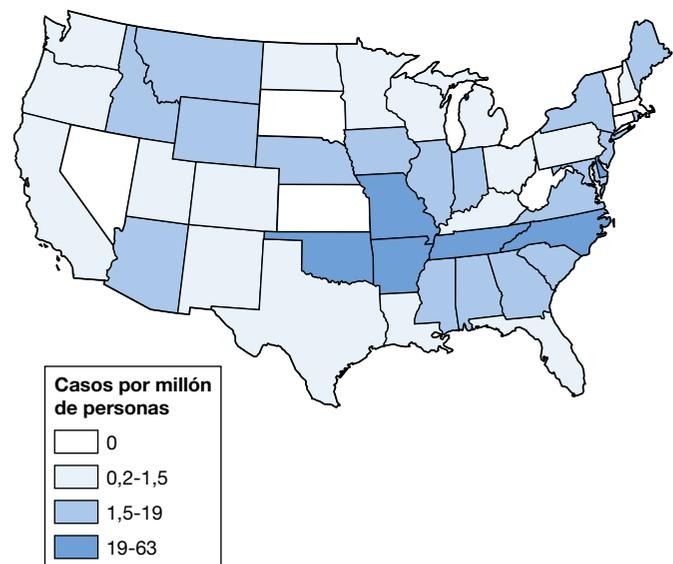 Casos por millón
de personas
0
0,2-1,5
1,5-19
19-63